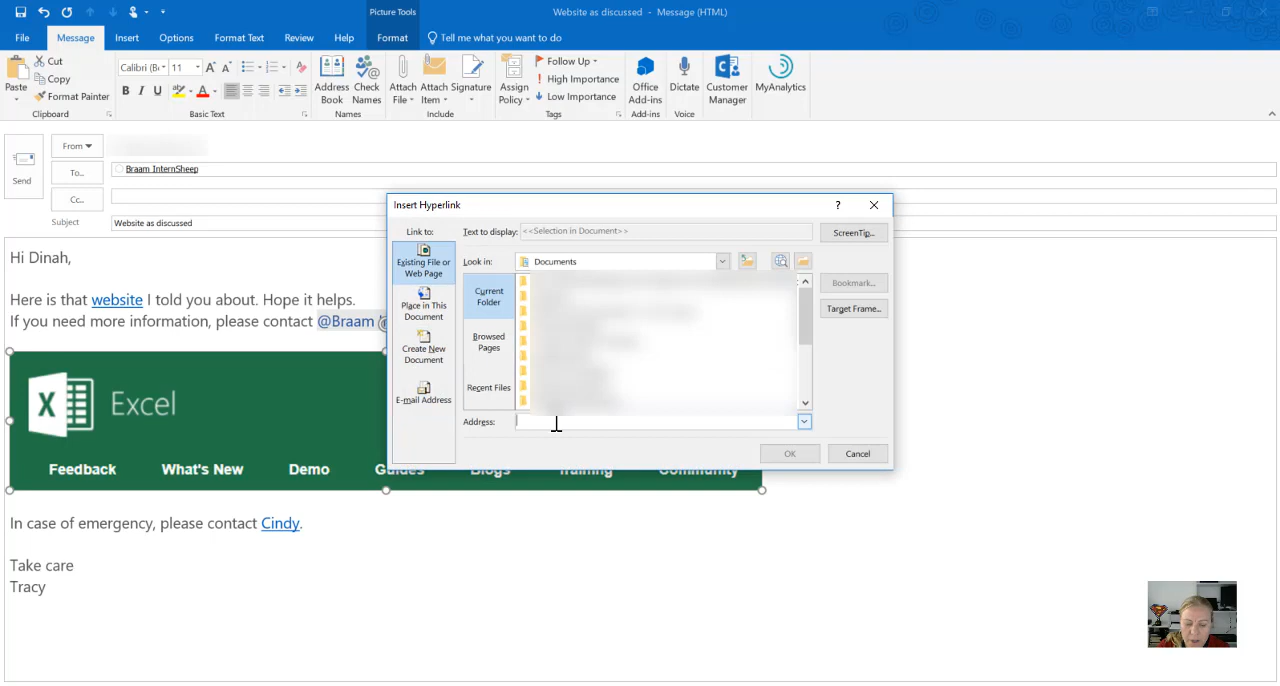 Picture Tools
Website as discussed - Message (HTML)
File Message Insert Options Format Text Review Help Format Tell me what you want to do
Paste
Cut
Copy
Format Painter
Clipboard
Calibri (B 11
B I U
Basic Text
Address Book
Check Names
Names
Attach File
Attach Item
Signature
Include
Assign Policy
Follow Up
High Importance
Low Importance
Tags
Office Add-ins
Add-ins
Dictate
Voice
Customer Manager
MyAnalytics
Send
From
To... Braam InternSheep
Cc...
Subject Website as discussed
Hi Dinah,
Here is that website I told you about. Hope it helps.
If you need more information, please contact @Braam @
X Excel
Feedback What's New Demo Guides Blogs Training Community
In case of emergency, please contact Cindy.
Take care
Tracy
Insert Hyperlink ?
Link to:
Text to display: <<Selection in Document>> ScreenTip...
Existing File or Web Page
Place in This Document
Create New Document
E-mail Address
Look in: Documents
Current Folder
Browsed Pages
Recent Files
Bookmark...
Target Frame...
Address:
OK Cancel